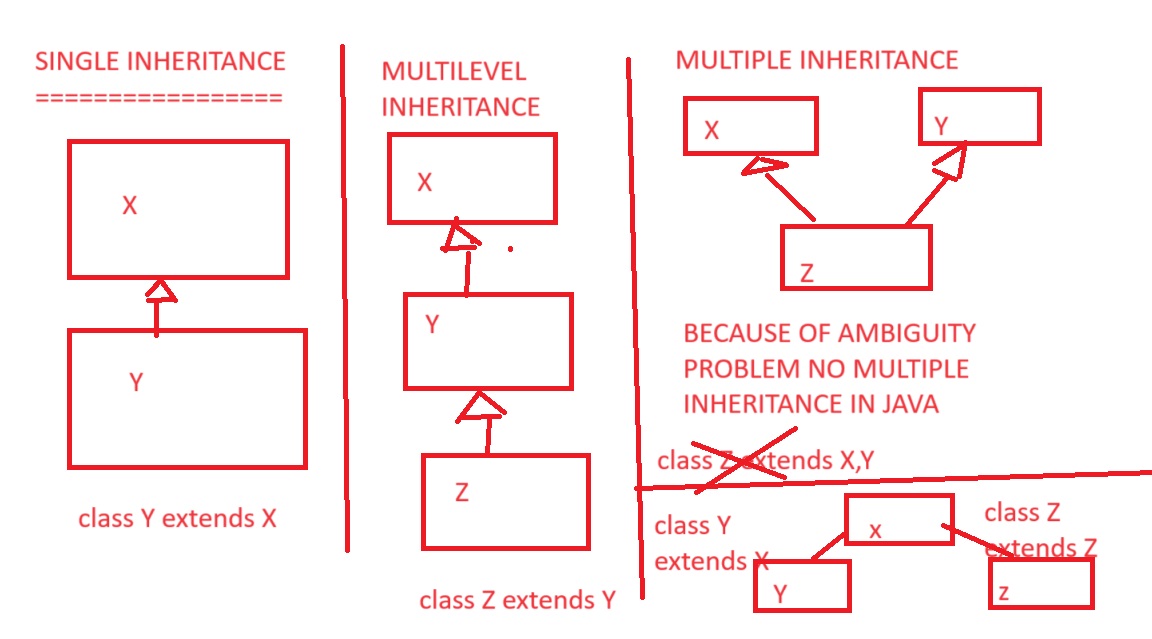 SINGLE INHERITANCE
=================
X
Y
class Y extends X
MULTILEVEL
INHERITANCE
X
Y
Z
class Z extends Y
MULTIPLE INHERITANCE
X
Y
Z
BECAUSE OF AMBIGUITY
PROBLEM NO MULTIPLE
INHERITANCE IN JAVA
class Z extends X,Y
class Y
extends X
x
class Z
extends Z
Y
z